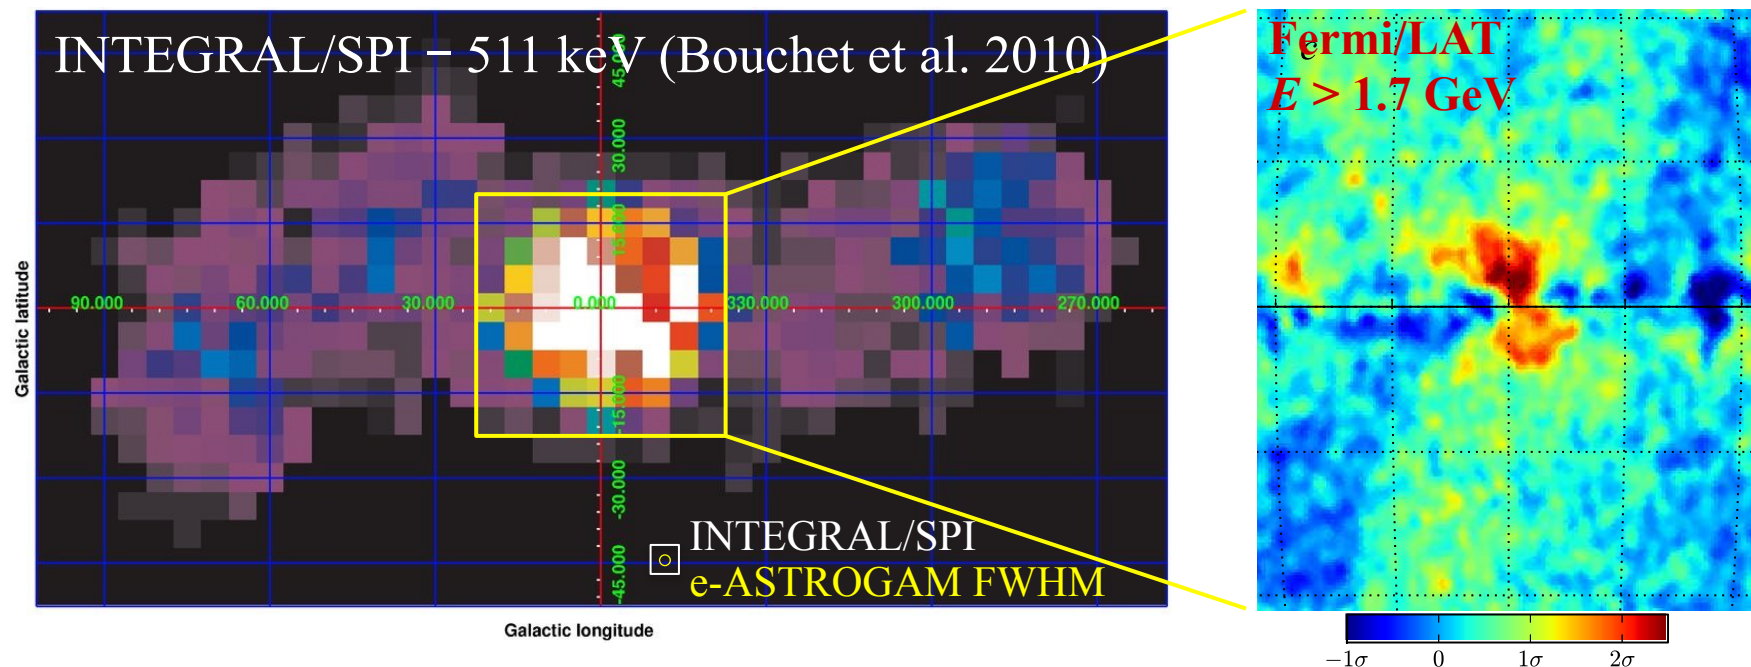 INTEGRAL/SPI − 511 keV (Bouchet et al. 2010)
Fermi/LAT
E > 1.7 GeV
45.000
30.000
15.000
90.000 60.000 30.000 0.000 330.000 300.000 270.000
-15.000
-30.000
-45.000
Galactic latitude
INTEGRAL/SPI
e-ASTROGAM FWHM
Galactic longitude
−1σ 0 1σ 2σ